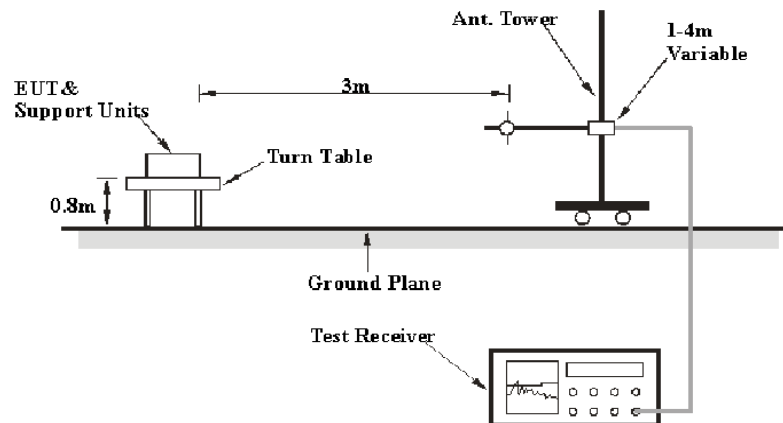 Ant. Tower
1-4m
Variable
3m
EUT &
Support Units
Turn Table
0.8m
Ground Plane
Test Receiver